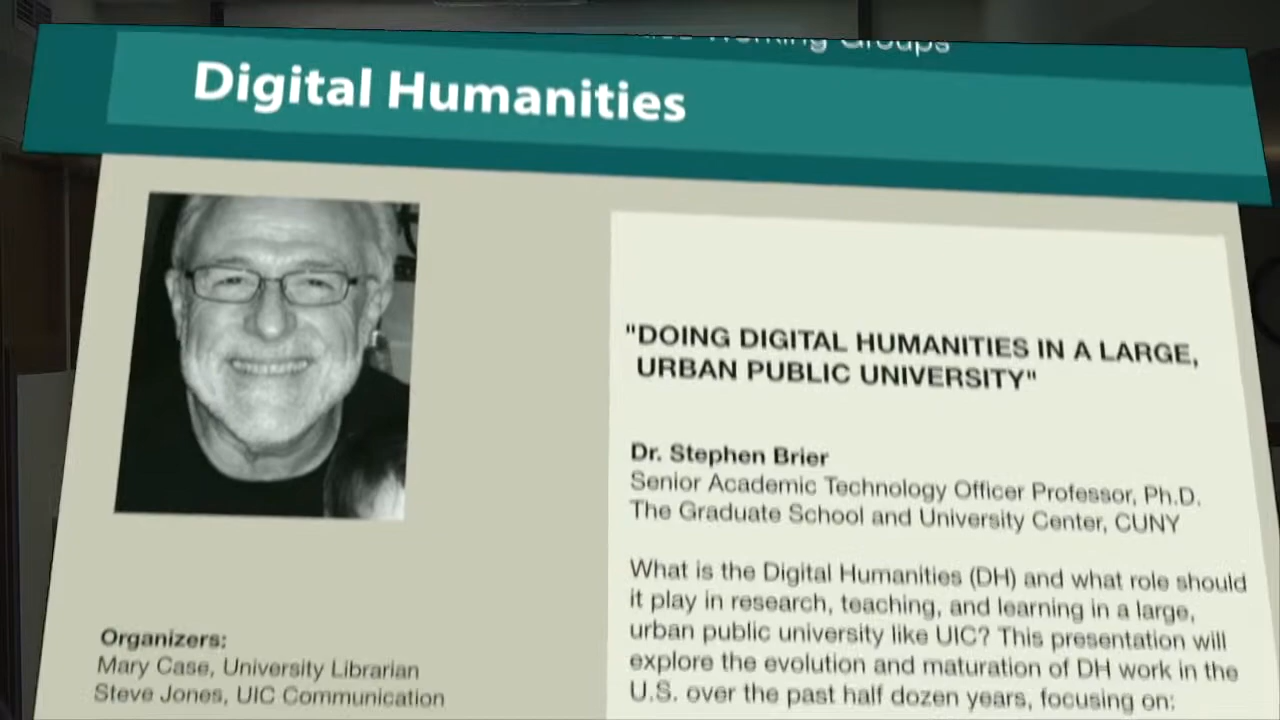 Working Groups
Digital Humanities
"DOING DIGITAL HUMANITIES IN A LARGE,
URBAN PUBLIC UNIVERSITY"
Dr. Stephen Brier
Senior Academic Technology Officer Professor, Ph.D.
The Graduate School and University Center, CUNY
What is the Digital Humanities (DH) and what role should
it play in research, teaching, and learning in a large,
urban public university like UIC? This presentation will
explore the evolution and maturation of DH work in the
U.S. over the past half dozen years, focusing on:
Organizers:
Mary Case, University Librarian
Steve Jones, UIC Communication